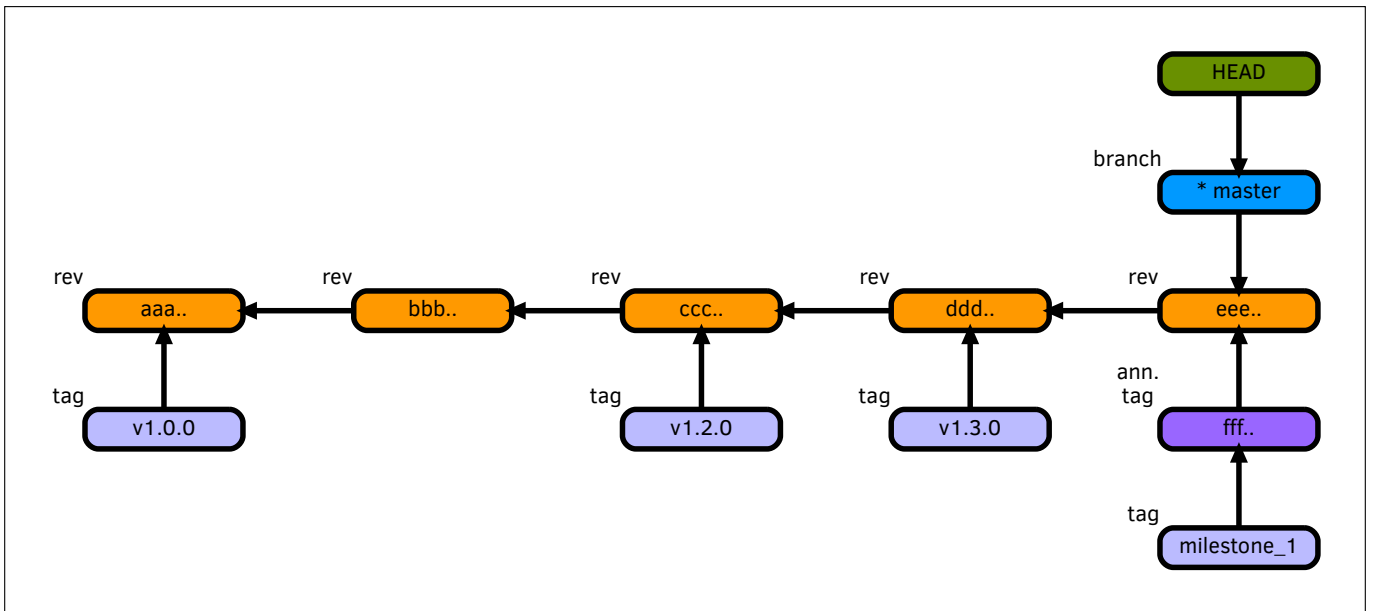 HEAD
branch
* master
rev
rev
rev
rev
rev
aaa..
bbb..
ccc..
ddd..
eee..
ann.
tag
tag
tag
tag
v1.0.0
v1.2.0
v1.3.0
fff..
tag
milestone_1